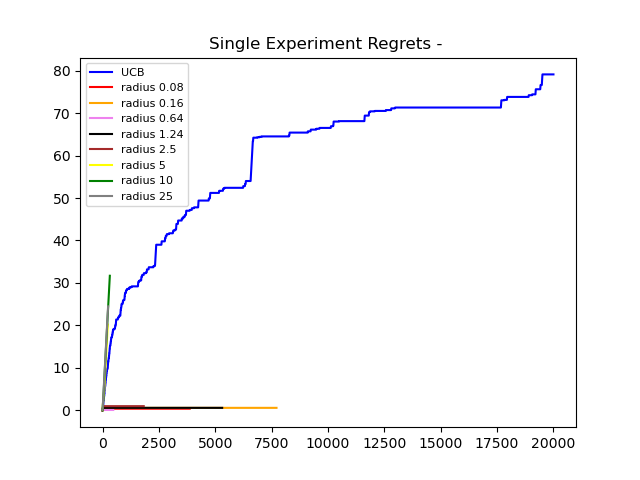 Single Experiment Regrets -
UCB
radius 0.08
radius 0.16
radius 0.64
radius 1.24
radius 2.5
radius 5
radius 10
radius 25
80
70
60
50
40
30
20
10
0
0 2500 5000 7500 10000 12500 15000 17500 20000